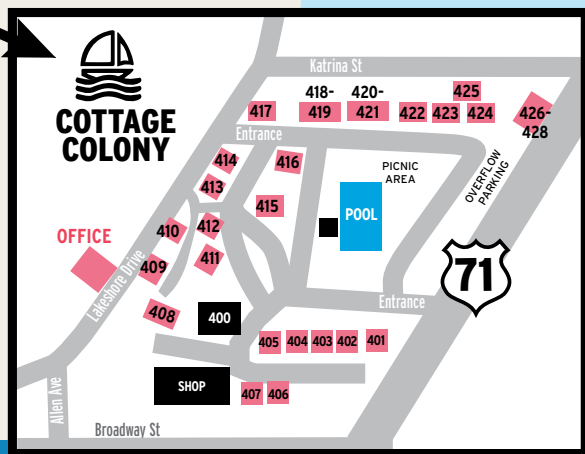 COTTAGE
COLONY
Katrina St
418-
419
420-
421
417
422
423
425
424
426-
428
Entrance
414
413
416
415
PICNIC
AREA
OVERFLOW
PARKING
POOL
OFFICE
410
412
411
409
Lakeshore Drive
408
400
71
Entrance
405
404
403
402
401
SHOP
407
406
Allen Ave
Broadway St